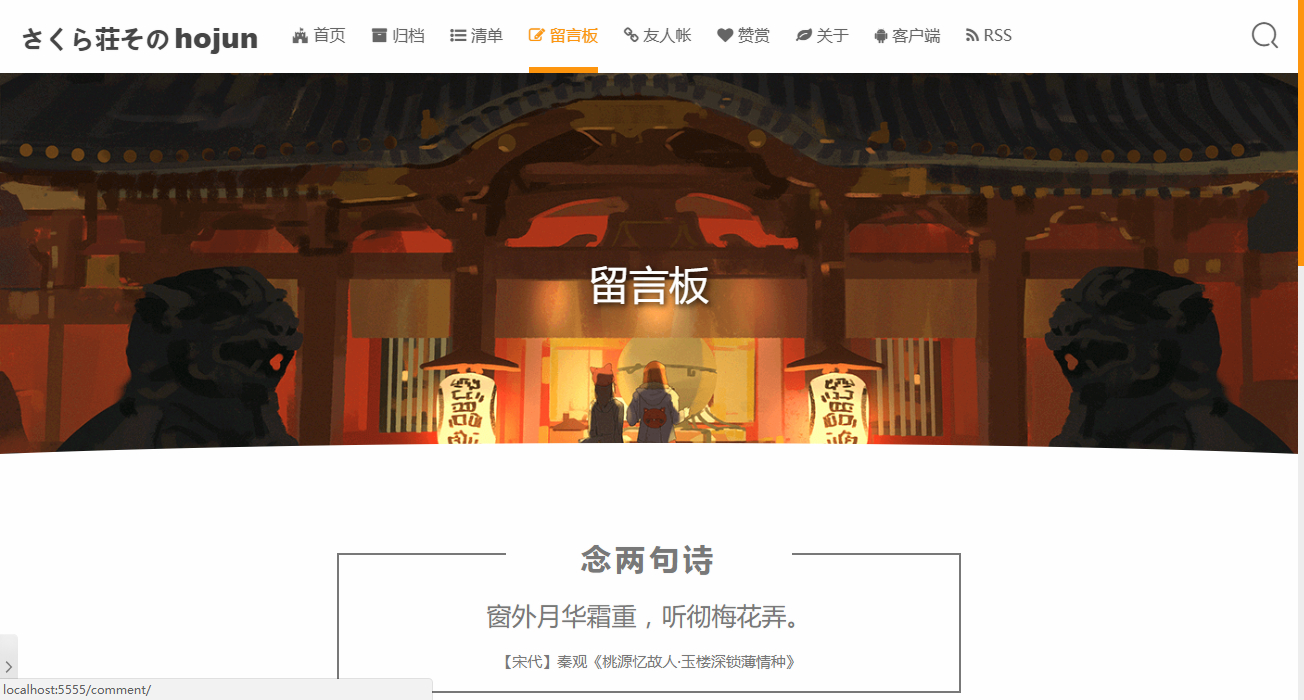 さくら荘その hojun 首页 归档 清单 留言板 友人帐 赞赏 关于 客户端 RSS
留言板
念两句诗
窗外月华霜重，听彻梅花弄。
【宋代】秦观《桃源忆故人·玉楼深锁薄情种》
localhost:5555/comment/